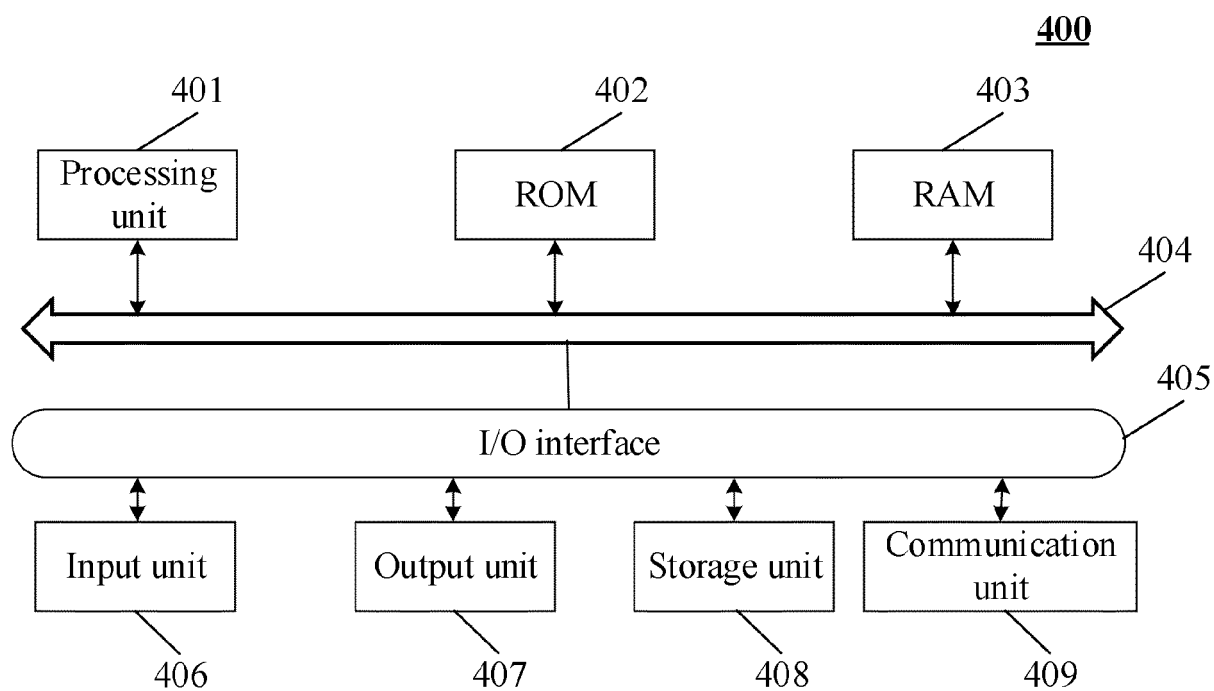 400
401
402
403
Processing
unit
ROM
RAM
404
405
I/O interface
Input unit
Output unit
Storage unit
Communication
unit
406
407
408
409